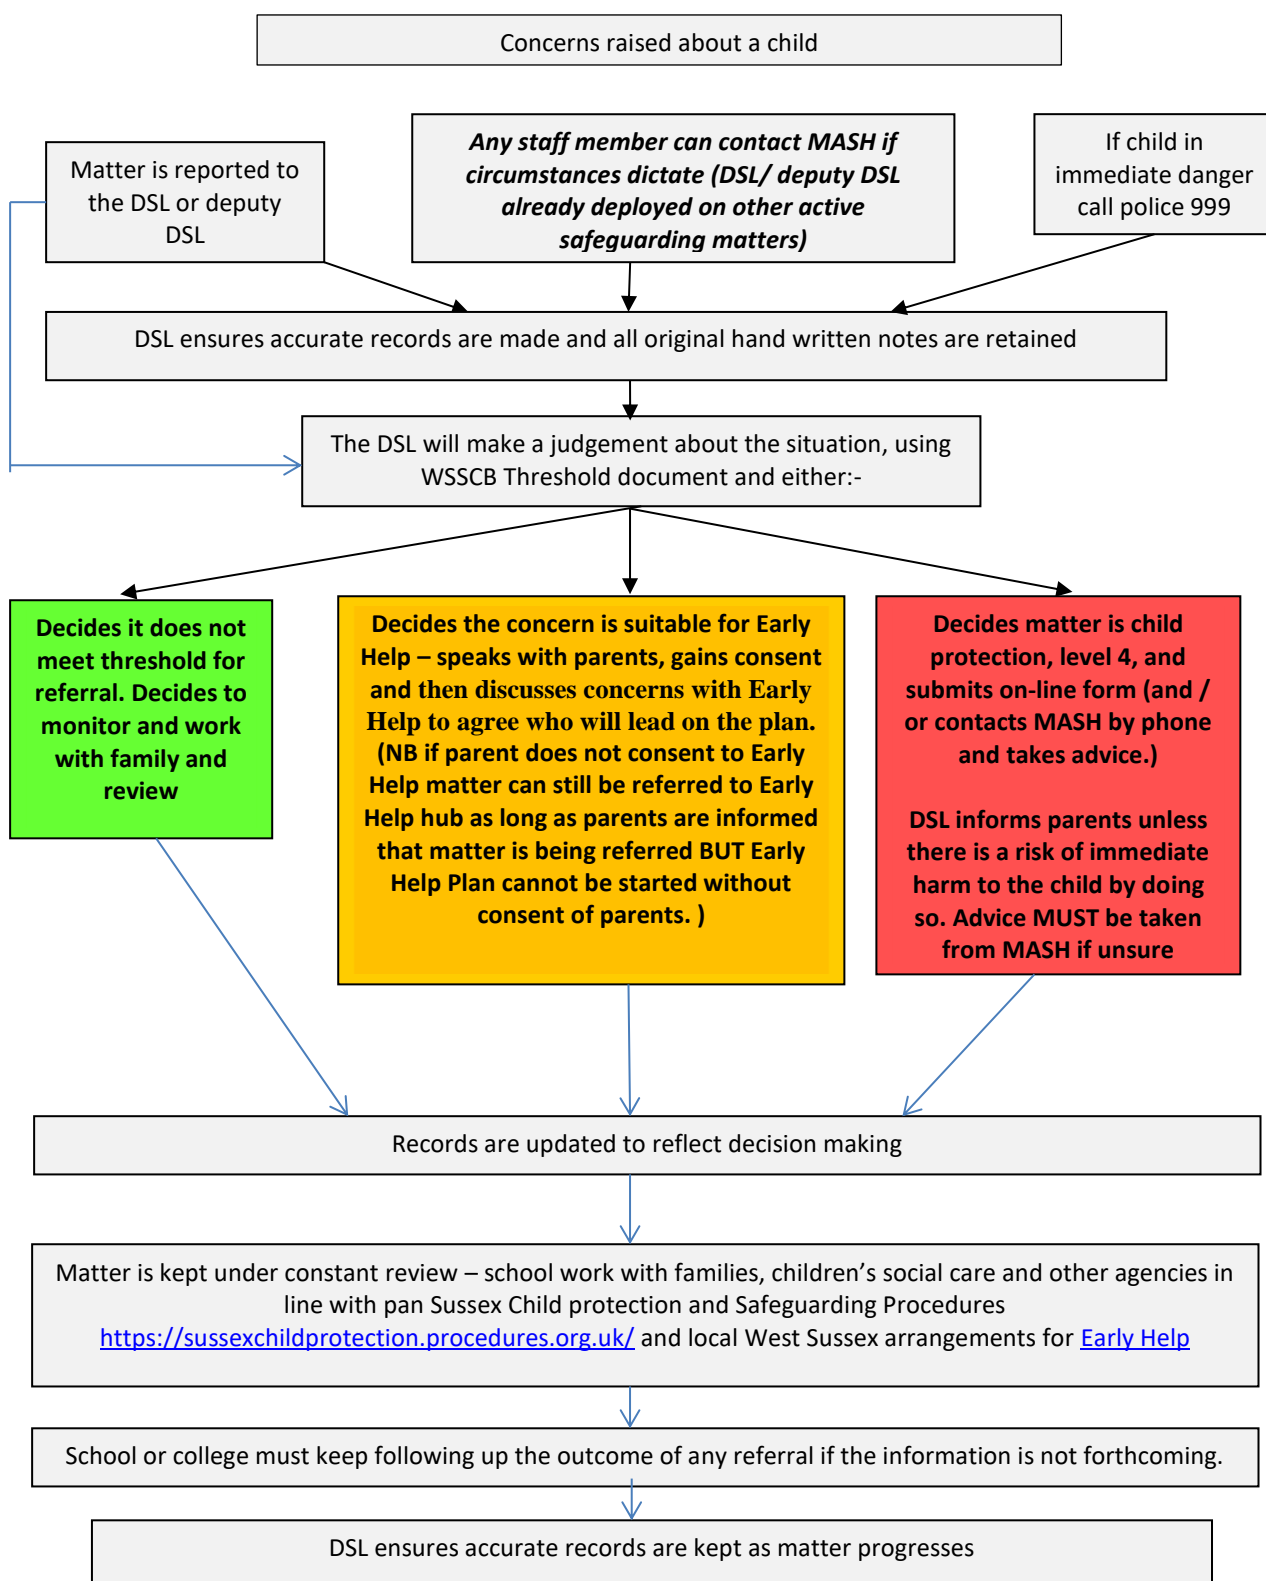 Concerns raised about a child
Matter is reported to
the DSL or deputy
DSL
Any staff member can contact MASH if
circumstances dictate (DSL/ deputy DSL
already deployed on other active
safeguarding matters)
If child in
immediate danger
call police 999
DSL ensures accurate records are made and all original hand written notes are retained
The DSL will make a judgement about the situation, using
WSSCB Threshold document and either:-
Decides it does not
meet threshold for
referral. Decides to
monitor and work
with family and
review
Decides the concern is suitable for Early
Help – speaks with parents, gains consent
and then discusses concerns with Early
Help to agree who will lead on the plan.
(NB if parent does not consent to Early
Help matter can still be referred to Early
Help hub as long as parents are informed
that matter is being referred BUT Early
Help Plan cannot be started without
consent of parents. )
Decides matter is child
protection, level 4, and
submits on-line form (and /
or contacts MASH by phone
and takes advice.)
DSL informs parents unless
there is a risk of immediate
harm to the child by doing
so. Advice MUST be taken
from MASH if unsure
Records are updated to reflect decision making
Matter is kept under constant review – school work with families, children’s social care and other agencies in
line with pan Sussex Child protection and Safeguarding Procedures
https://sussexchildprotection.procedures.org.uk/ and local West Sussex arrangements for Early Help
School or college must keep following up the outcome of any referral if the information is not forthcoming.
DSL ensures accurate records are kept as matter progresses